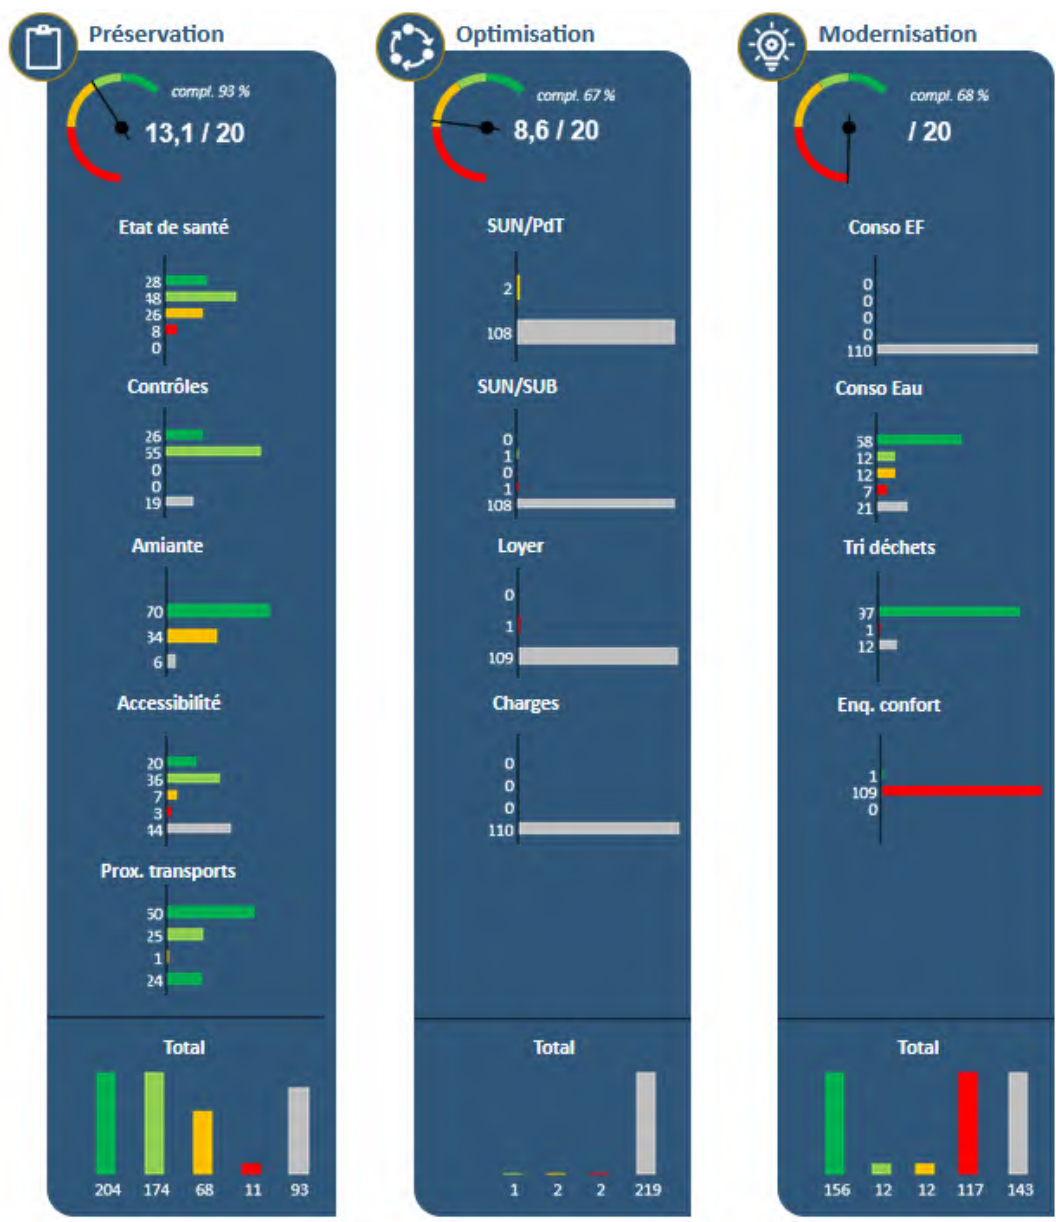 Préservation
compl. 93 %
13,1 / 20
Etat de santé
28
48
26
8
0
Contrôles
26
65
0
0
19
Amiante
70
34
6
Accessibilité
20
36
7
3
44
Prox. transports
60
25
1
24
Total
204 174 68 11 93
Optimisation
compl. 67 %
8,6 / 20
SUN/PdT
2
108
SUN/SUB
0
1
0
1
108
Loyer
0
1
109
Charges
0
0
0
110
Total
1 2 2 219
Modernisation
compl. 68 %
/ 20
Conso EF
0
0
0
0
110
Conso Eau
58
12
12
7
21
Tri déchets
97
1
12
Enq. confort
1
109
0
Total
156 12 12 117 143